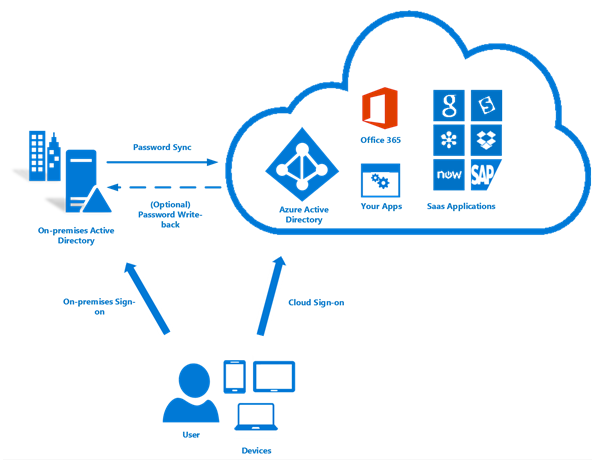 Office 365
g
now
SAP
Password Sync
(Optional)
Password Write-
back
On-premises Active
Directory
Azure Active
Directory
Your Apps
Saas Applications
On-premises Sign-
on
Cloud Sign-on
User
Devices